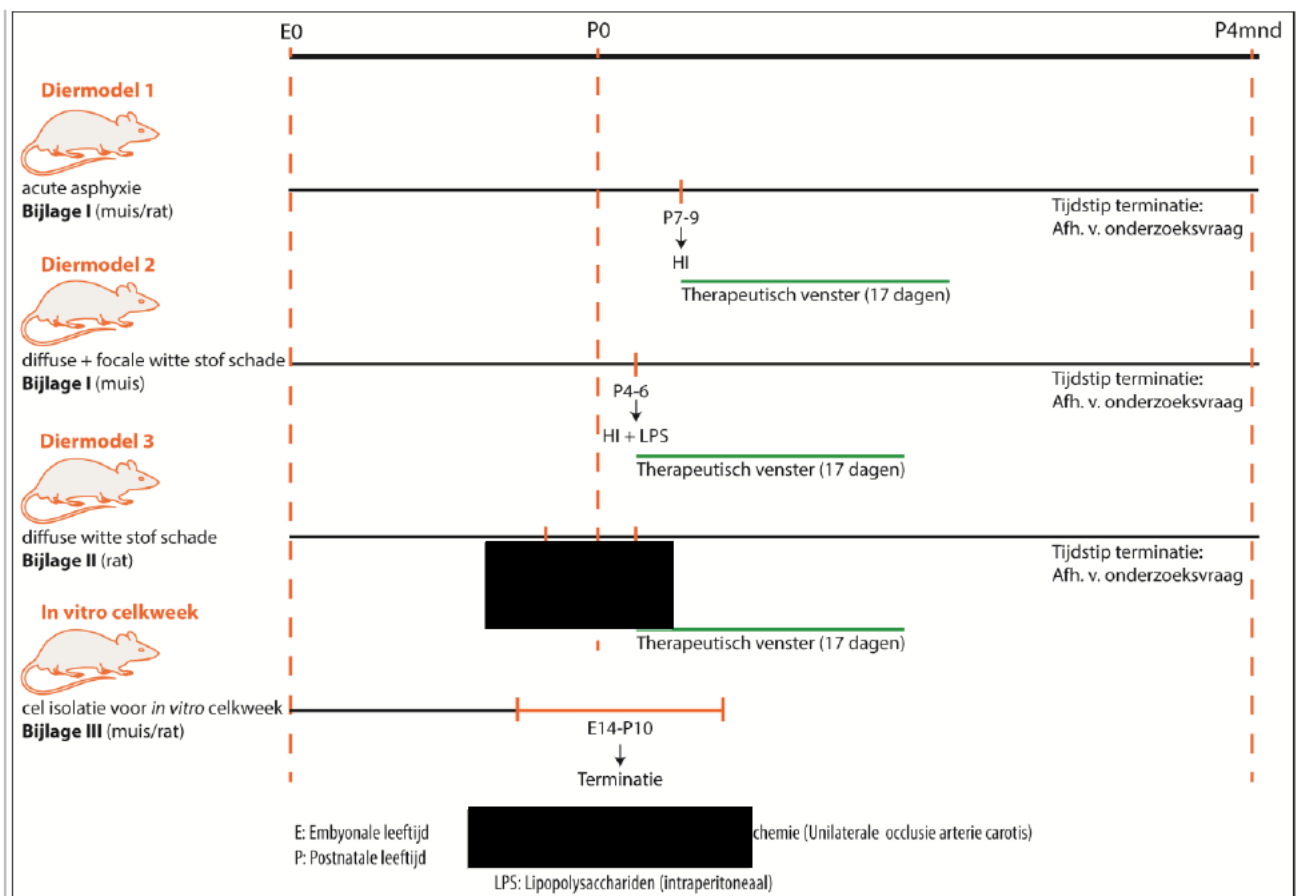 E0 P0 P4mnd
Diermodel 1
acute asphyxie
Bijlage I (muis/rat)
P7-9
HI
Therapeutisch venster (17 dagen)
Tijdstip terminatie:
Afh. v. onderzoeksvraag
Diermodel 2
diffuse + focale witte stof schade
Bijlage I (muis)
P4-6
HI + LPS
Therapeutisch venster (17 dagen)
Tijdstip terminatie:
Afh. v. onderzoeksvraag
Diermodel 3
diffuse witte stof schade
Bijlage II (rat)
Therapeutisch venster (17 dagen)
Tijdstip terminatie:
Afh. v. onderzoeksvraag
In vitro celkweek
cel isolatie voor in vitro celkweek
Bijlage III (muis/rat)
E14-P10
Terminatie
E: Embyonale leeftijd
chemie (Unilaterale occlusie arterie carotis)
P: Postnatale leeftijd
LPS: Lipopolysacchariden (intraperitoneaal)